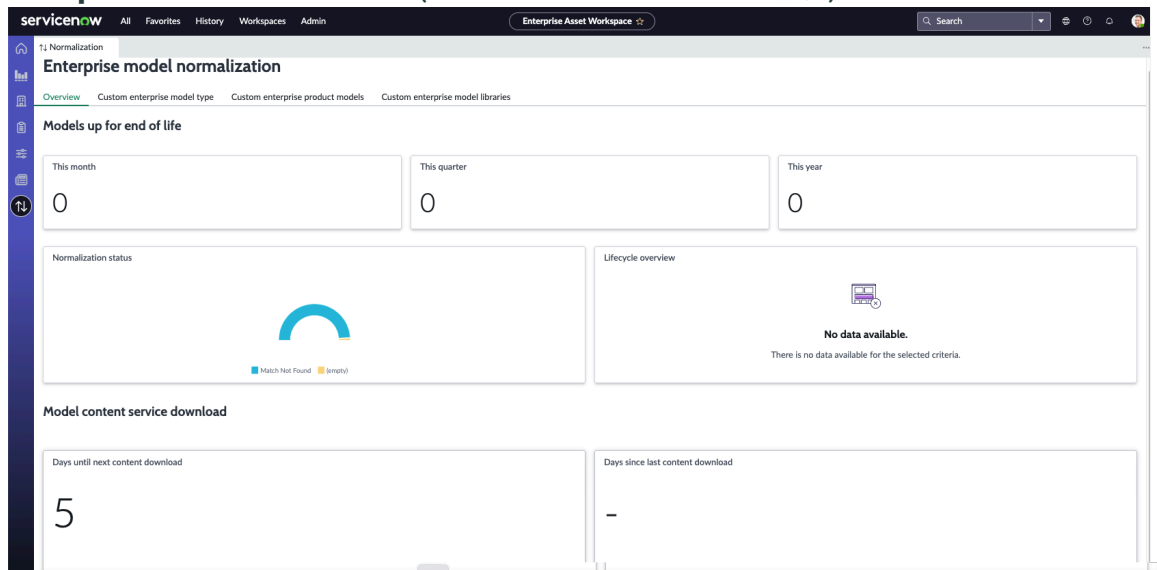 servicenow All Favorites History Workspaces Admin Enterprise Asset Workspace ☆ Search
↑↓ Normalization
Enterprise model normalization
Overview Custom enterprise model type Custom enterprise product models Custom enterprise model libraries
Models up for end of life
This month This quarter This year
0 0 0
Normalization status Lifecycle overview
No data available.
There is no data available for the selected criteria.
Match Not Found (empty)
Model content service download
Days until next content download Days since last content download
5 -